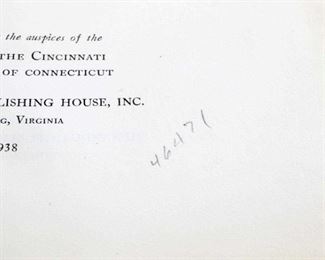 the auspices of the
THE CINCINNATI
OF CONNECTICUT
LISHING HOUSE, INC.
G, VIRGINIA
938
46471